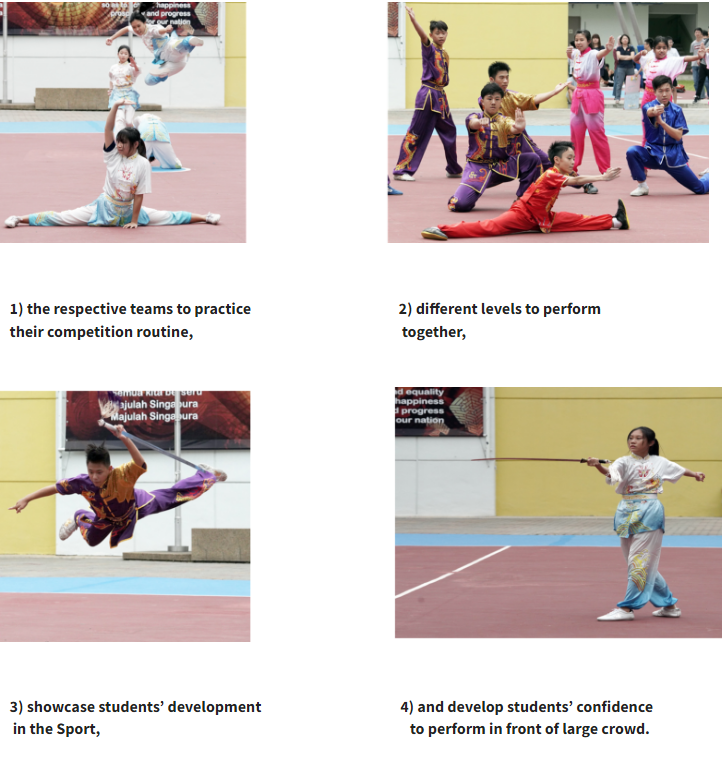 happiness
and progress
our nation
1) the respective teams to practice
their competition routine,
2) different levels to perform
together,
Majulah Singapura
Majulah Singapura
3) showcase students’ development
in the Sport,
nd equality
happiness
d progress
our nation
4) and develop students’ confidence
to perform in front of large crowd.